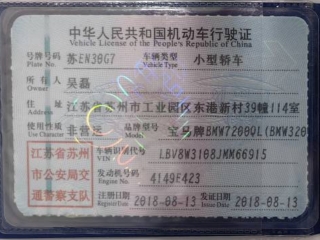 中华人民共和国机动车行驶证
Vehicle License of the People's Republic of China
号牌号码 苏EN38G7 车辆类型 小型轿车
Plate No. Vehicle Type
所有人 吴磊
Owner
住址 江苏省苏州市工业园区东港新村39幢114室
Address
使用性质 非营运 品牌型号 宝马牌BMW7200QL(BMW320
Use Character Model
江苏省苏州 车辆识别代号 LBV8W3108JMM66915
VIN
市公安局交 发动机号码 4149E423
Engine No.
通警察支队 注册日期 2018-08-13 发证日期 2018-08-13
Register Date Issue Date